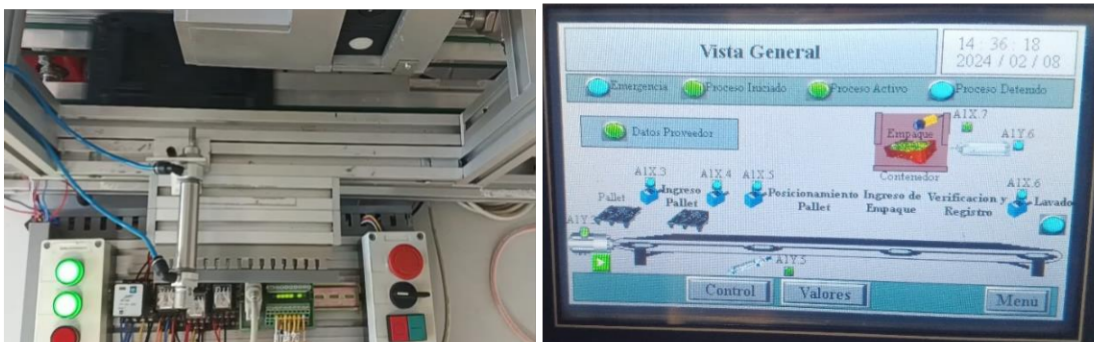 Vista General
14 : 36 : 18
2024 / 02 / 08
Emergencia
Proceso Iniciado
Proceso Activo
Proceso Detenido
Datos Proveedor
Empaque
A1X.7
A1Y.6
Contenedor
A1X.3
A1X.4
A1X.5
A1X.6
Pallet
Ingreso
Pallet
Posicionamiento
Pallet
Ingreso de
Empaque
Verificacion y
Registro
Lavado
A1Y.5
Control
Valores
Menu